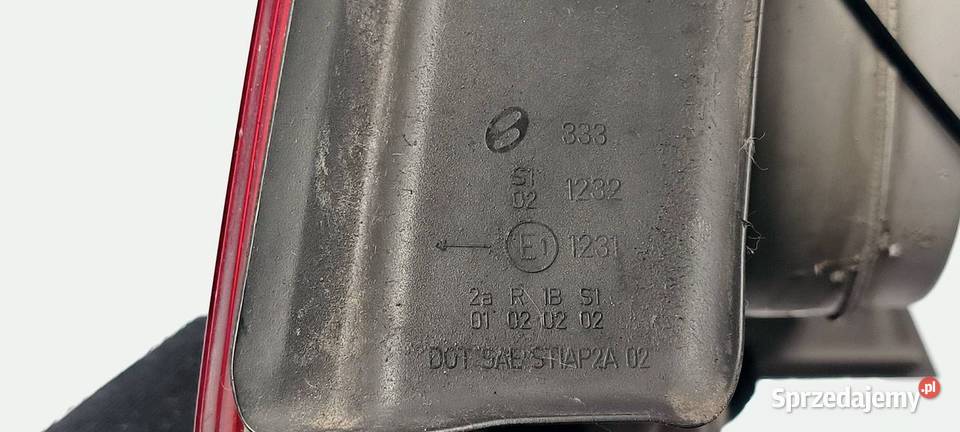 333
S1
02 1232
E1 1231
2a R IB S1
01 02 02 02
DOT SAE STIAP2A 02
Sprzedajemy.pl